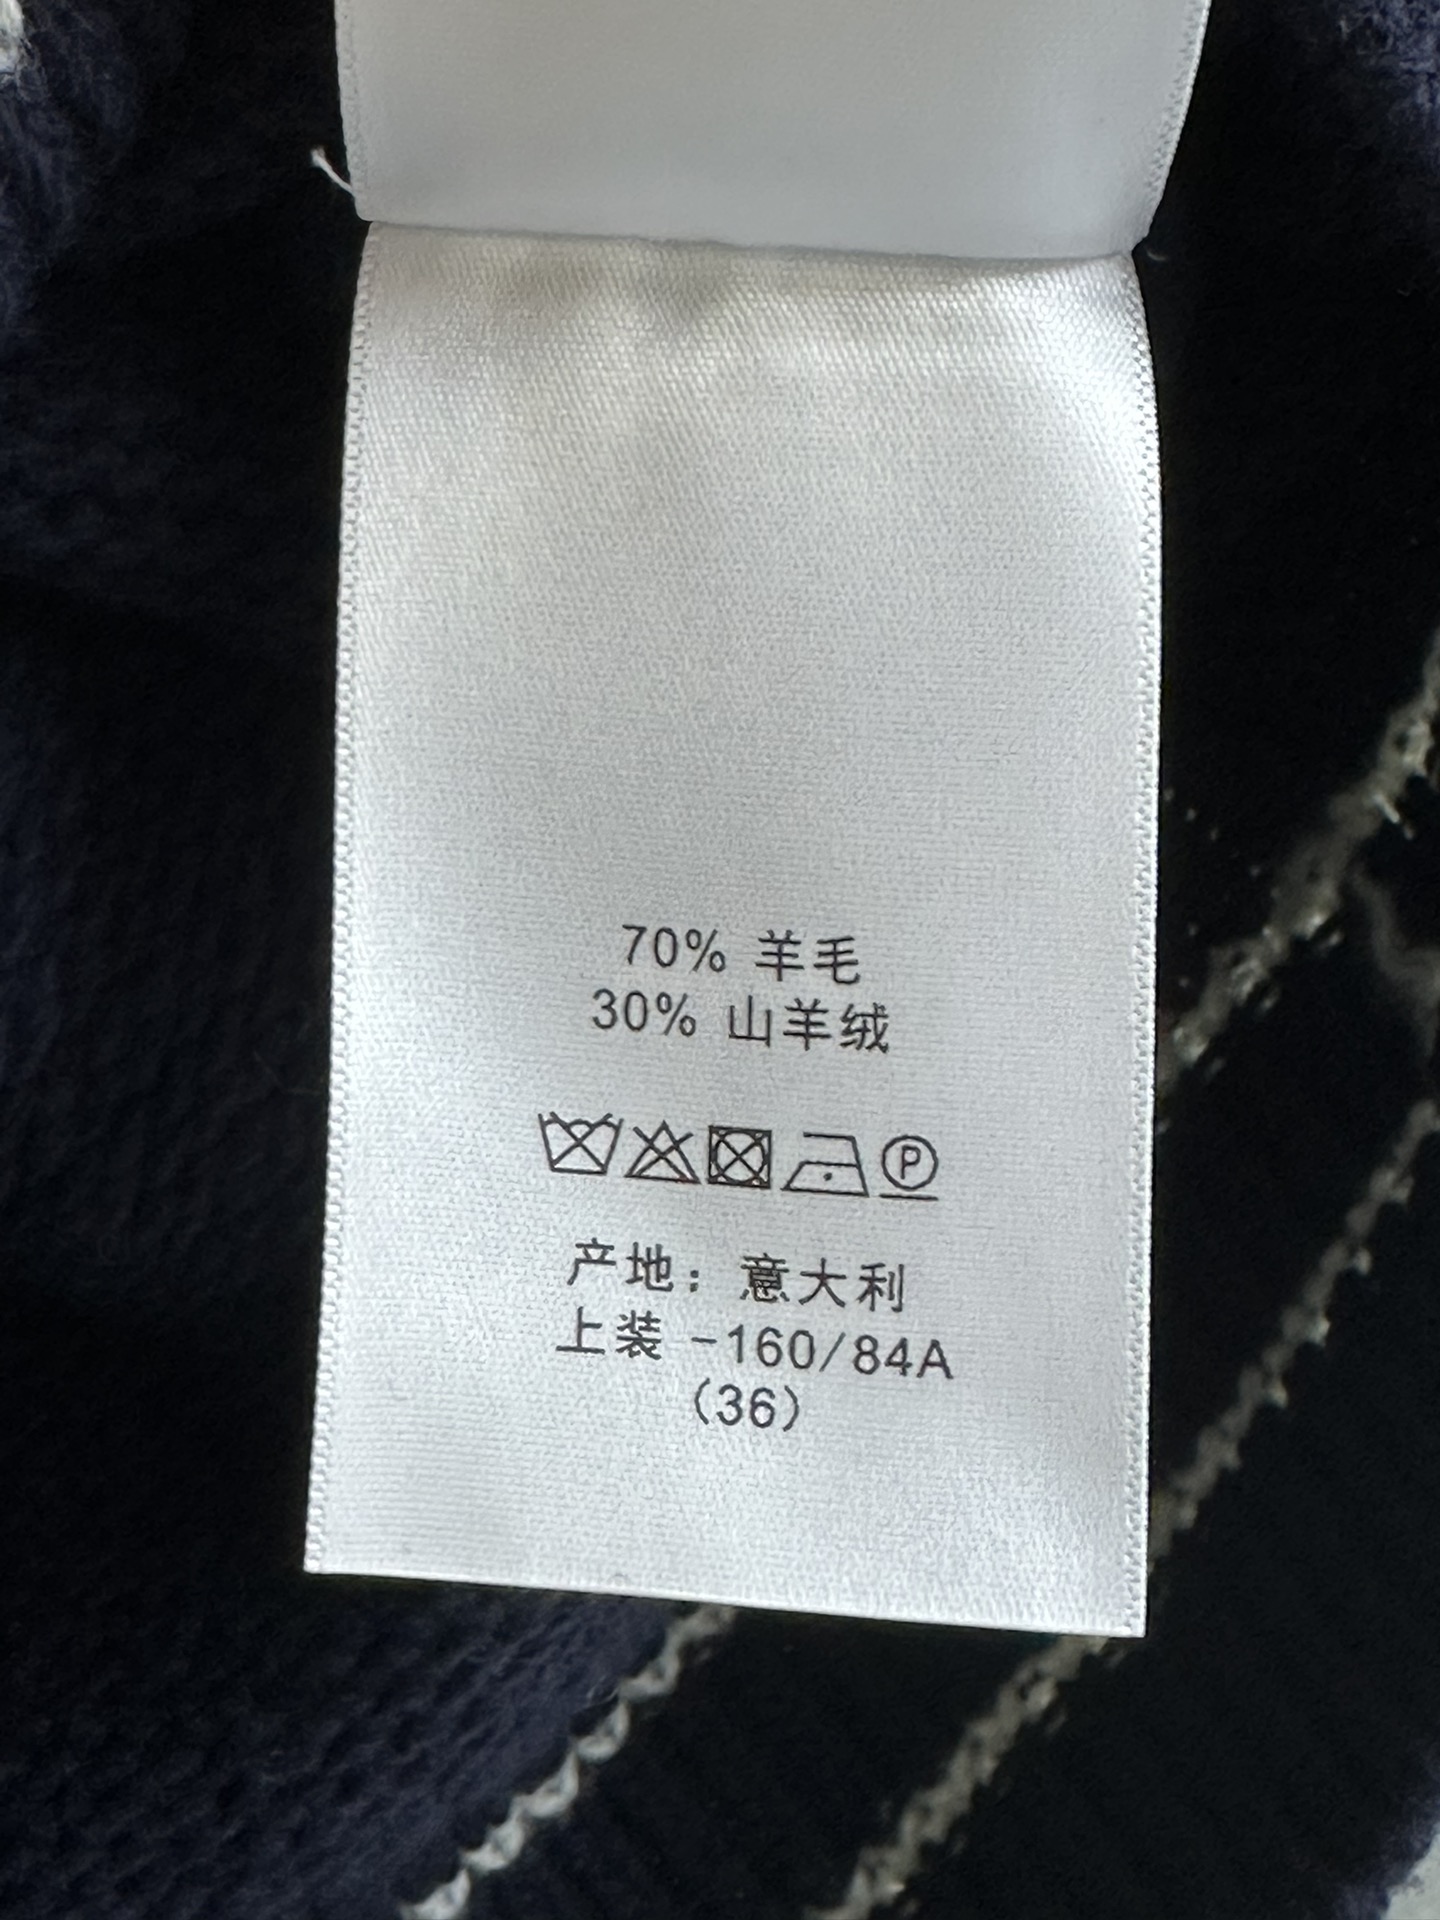 70% 羊毛
30% 山羊绒
P
产地：意大利
上装 -160/84A
(36)